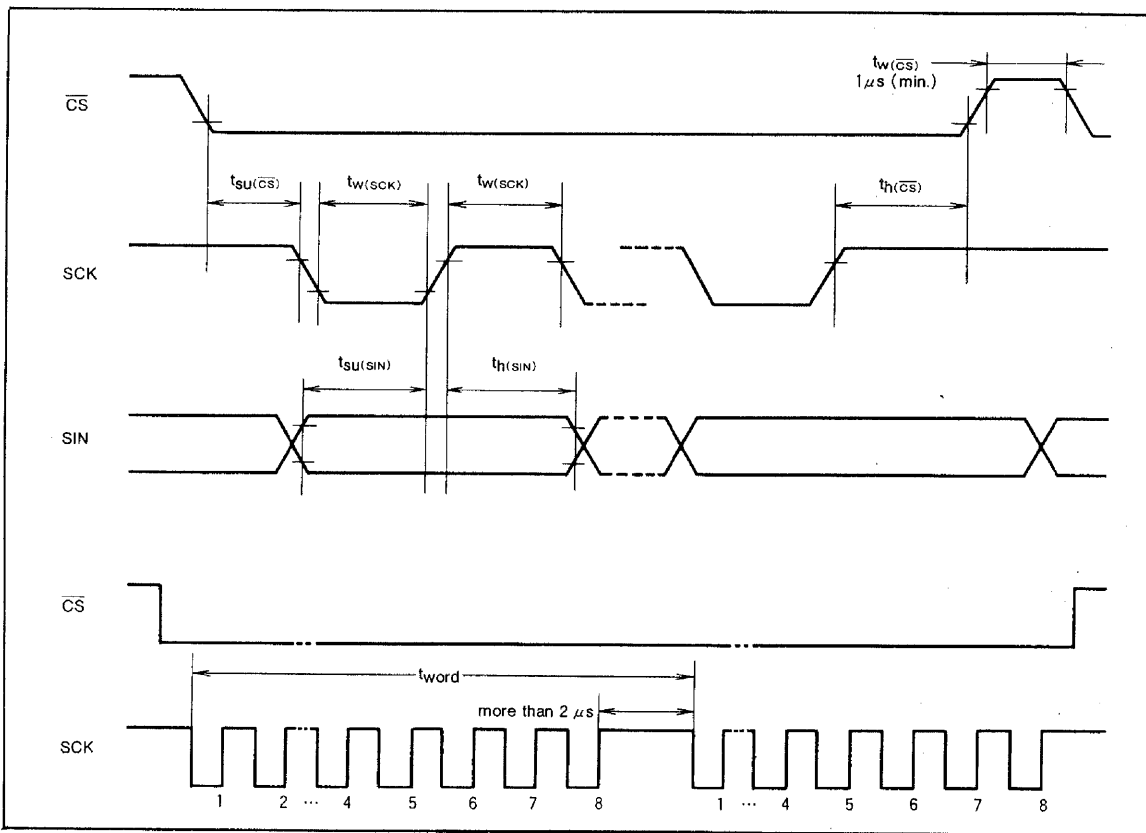 tw(CS̅)
1μs (min.)
CS̅
tsu(CS̅)
tw(SCK)
tw(SCK)
th(CS̅)
SCK
tsu(SIN)
th(SIN)
SIN
CS̅
tword
more than 2 μs
SCK
1 2 ... 4 5 6 7 8 1 ... 4 5 6 7 8